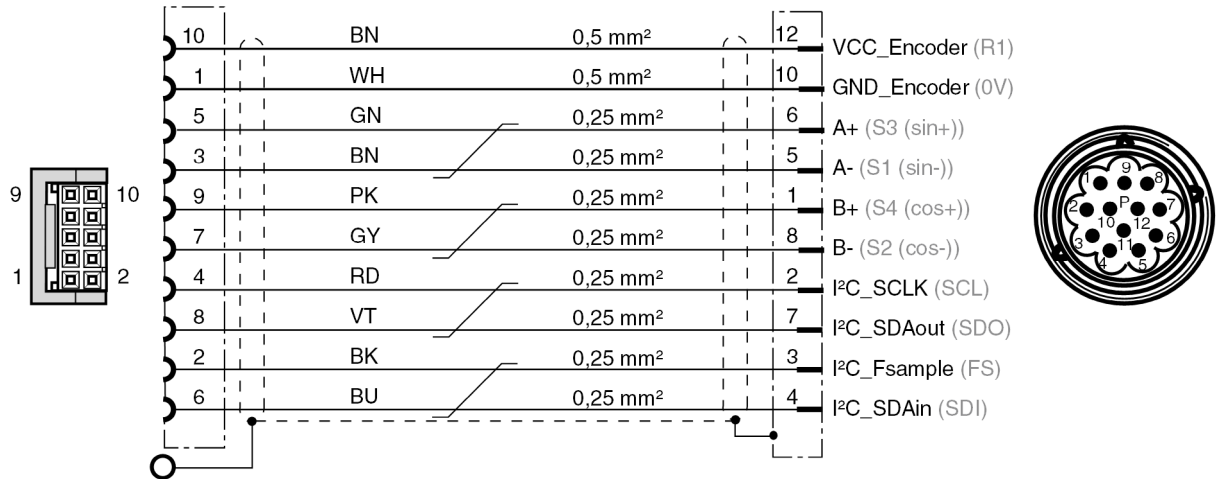 10 BN 0,5 mm² 12 VCC_Encoder (R1)
1 WH 0,5 mm² 10 GND_Encoder (0V)
5 GN 0,25 mm² 6 A+ (S3 (sin+))
3 BN 0,25 mm² 5 A- (S1 (sin-))
9 PK 0,25 mm² 1 B+ (S4 (cos+))
7 GY 0,25 mm² 8 B- (S2 (cos-))
4 RD 0,25 mm² 2 I²C_SCLK (SCL)
8 VT 0,25 mm² 7 I²C_SDAout (SDO)
2 BK 0,25 mm² 3 I²C_Fsample (FS)
6 BU 0,25 mm² 4 I²C_SDAin (SDI)
9 10
1 2
1 9 8
2 P 7
10 12
3 11 6
4 5